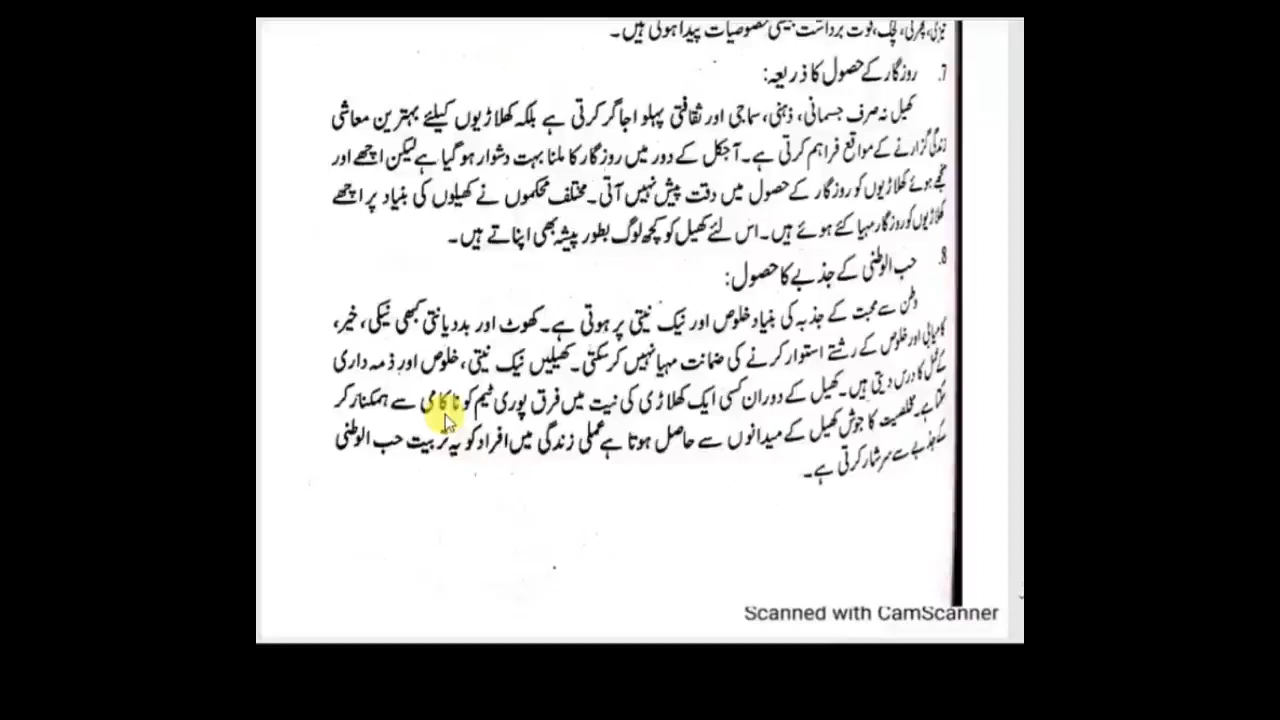 تیزی، پھرتی، لچک، قوت برداشت جیسی خصوصیات پیدا ہوتی ہیں۔
7. روزگار کے حصول کا ذریعہ:
کھیل نہ صرف جسمانی، ذہنی، سماجی اور ثقافتی پہلو اجاگر کرتی ہے بلکہ کھلاڑیوں کیلئے بہترین معاشی
زندگی گزارنے کے مواقع فراہم کرتی ہے۔ آجکل کے دور میں روزگار کا ملنا بہت دشوار ہو گیا ہے لیکن اچھے اور
منجھے ہوئے کھلاڑیوں کو روزگار کے حصول میں دقت پیش نہیں آتی۔ مختلف محکموں نے کھیلوں کی بنیاد پر اچھے
کھلاڑیوں کو روزگار مہیا کئے ہوئے ہیں۔ اس لئے کھیل کو کچھ لوگ بطور پیشہ بھی اپناتے ہیں۔
8. حب الوطنی کے جذبے کا حصول:
وطن سے محبت کے جذبہ کی بنیاد خلوص اور نیک نیتی پر ہوتی ہے۔ کھوٹ اور بددیانتی کبھی نیکی، خیر،
کامیابی اور خلوص کے رشتے استوار کرنے کی ضمانت مہیا نہیں کر سکتی۔ کھیلیں نیک نیتی، خلوص اور ذمہ داری
کے عمل کا درس دیتی ہیں۔ کھیل کے دوران کسی ایک کھلاڑی کی نیت میں فرق پوری ٹیم کو ناکامی سے ہمکنار کر
سکتا ہے۔ کا جوش کھیل کے میدانوں سے حاصل ہوتا ہے عملی زندگی میں افراد کو یہ تربیت حب الوطنی
کے جذبے سے سرشار کرتی ہے۔
Scanned with CamScanner